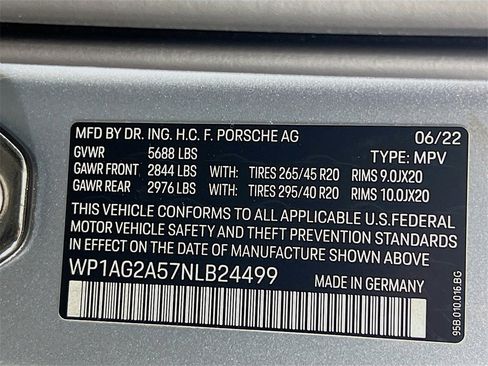 MFD BY DR. ING. H.C. F. PORSCHE AG 06/22
GVWR 5688 LBS TYPE: MPV
GAWR FRONT 2844 LBS WITH: TIRES 265/45 R20 RIMS 9.0JX20
GAWR REAR 2976 LBS WITH: TIRES 295/40 R20 RIMS 10.0JX20
THIS VEHICLE CONFORMS TO ALL APPLICABLE U.S.FEDERAL
MOTOR VEHICLE SAFETY AND THEFT PREVENTION STANDARDS
IN EFFECT ON THE DATE OF MANUFACTURE SHOWN ABOVE
WP1AG2A57NLB24499 MADE IN GERMANY
95B.010.016.BG